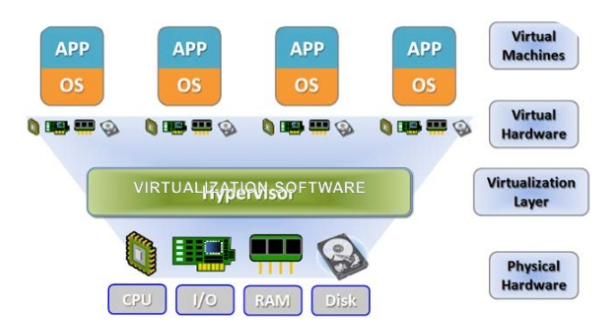 APP APP APP APP
OS OS OS OS
Virtual
Machines
Virtual
Hardware
VIRTUALIZATION SOFTWARE
Hypervisor
Virtualization
Layer
CPU I/O RAM Disk
Physical
Hardware